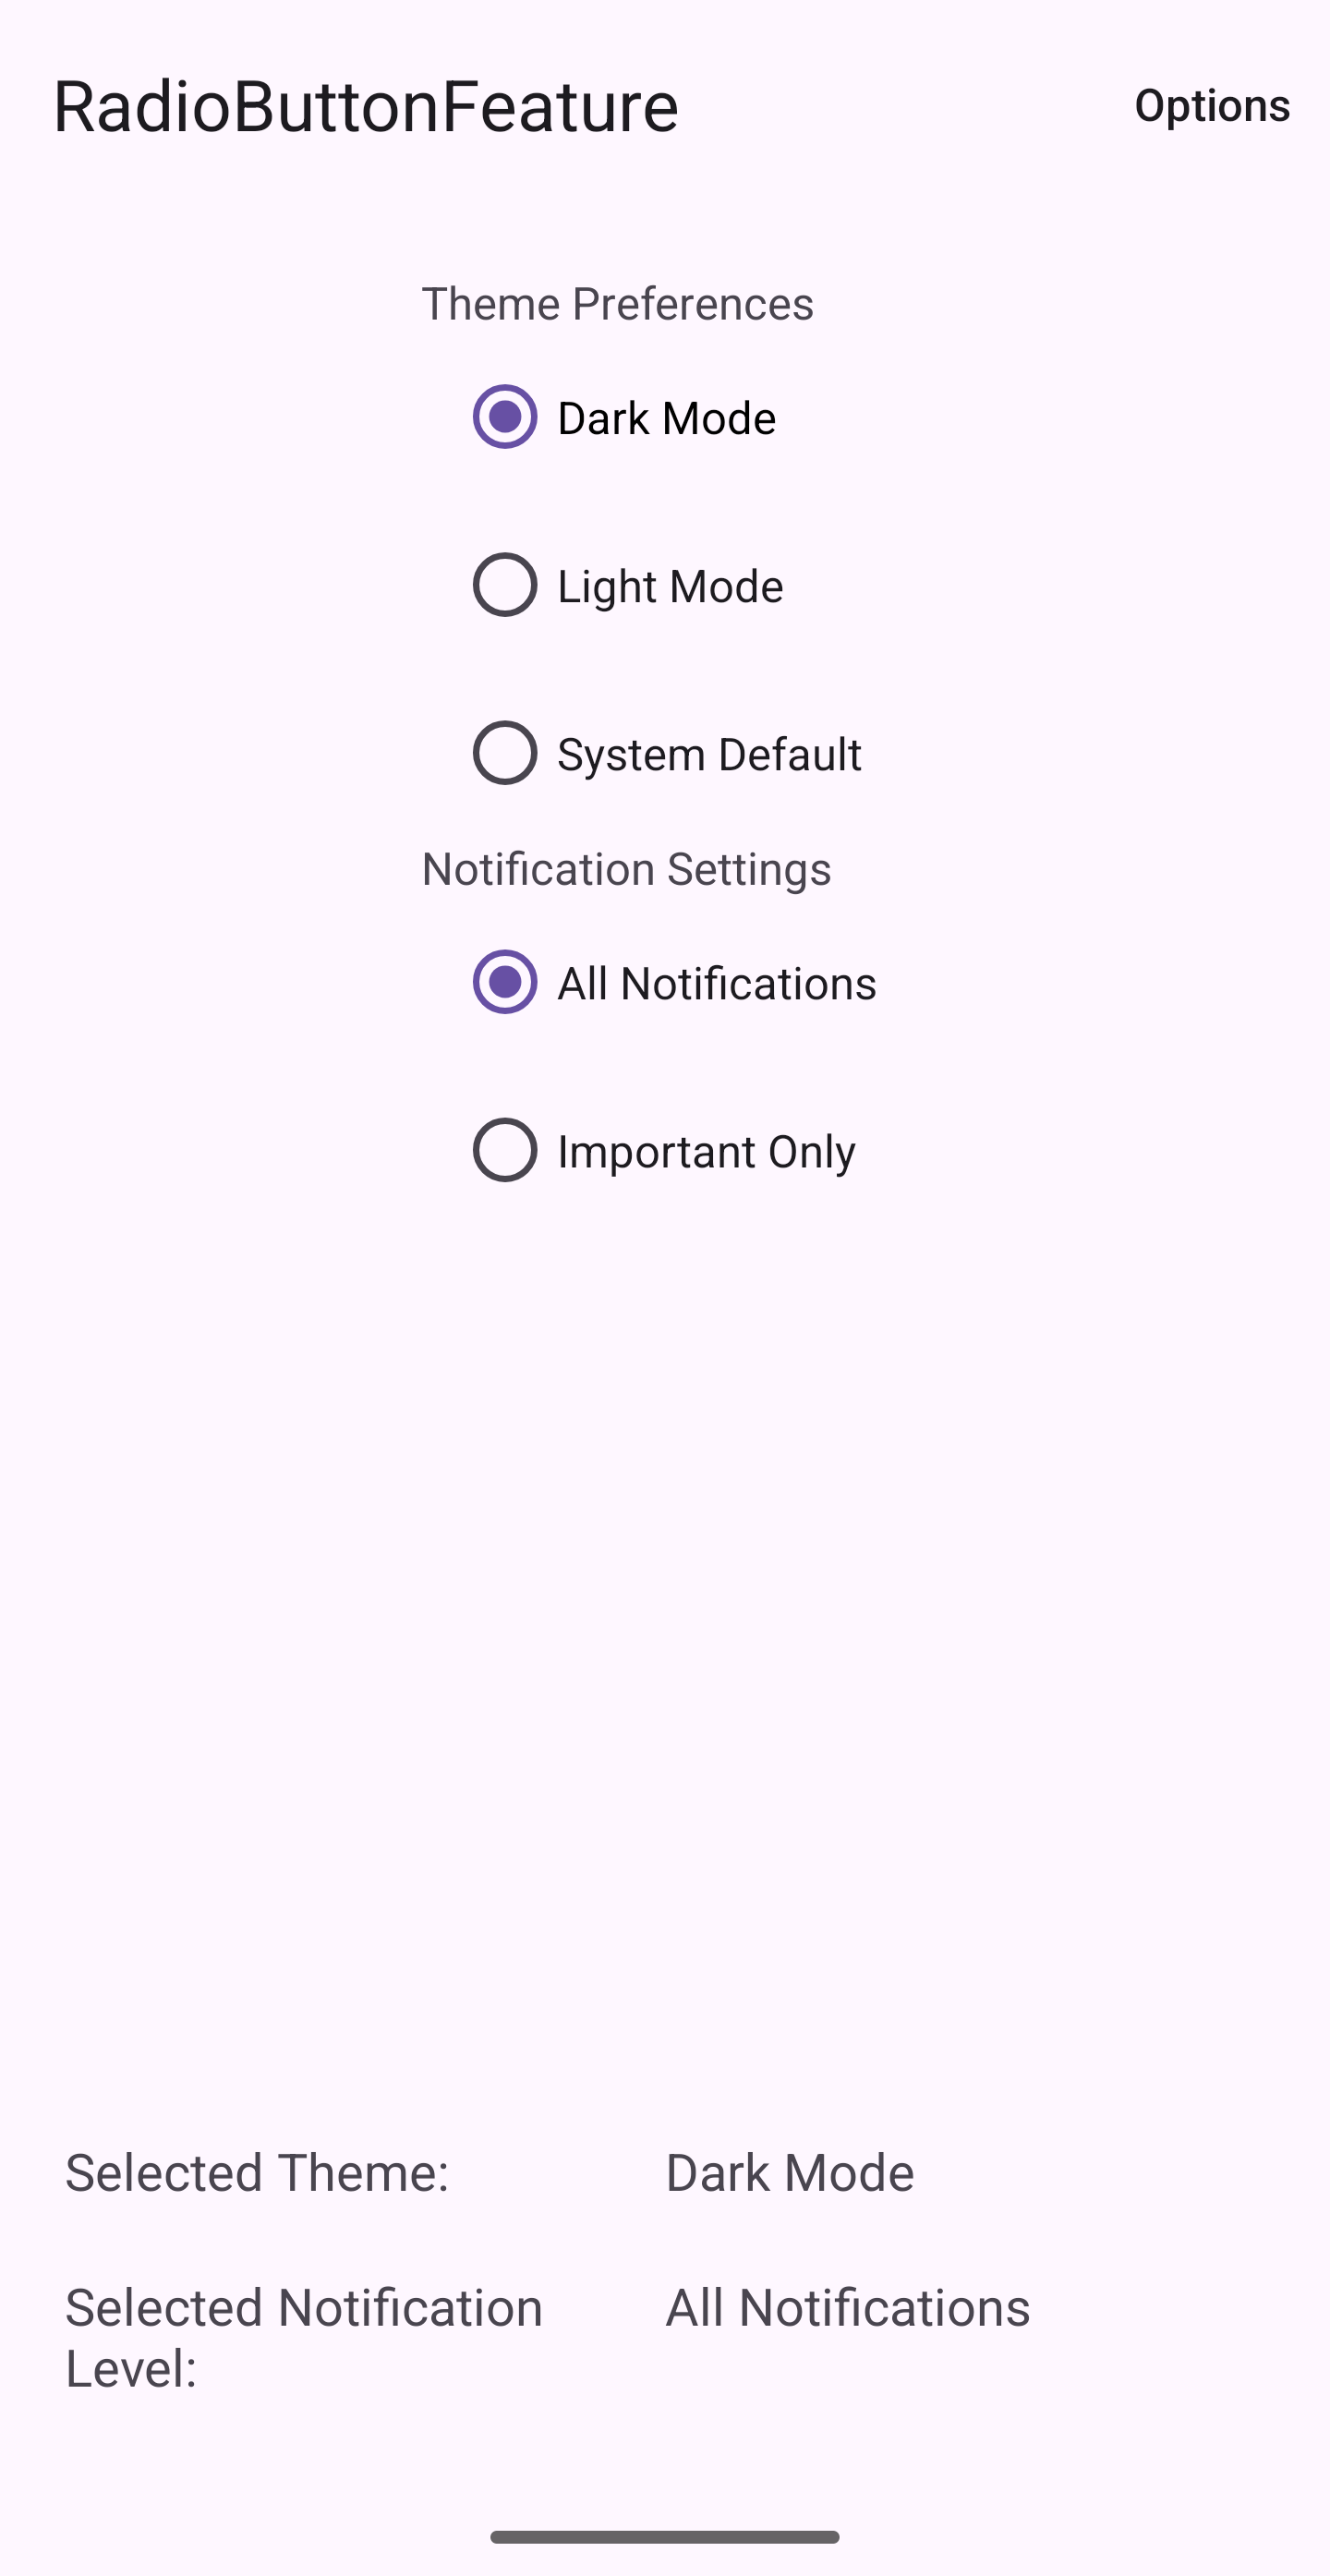 RadioButtonFeature
Options
Theme Preferences
Dark Mode
Light Mode
System Default
Notification Settings
All Notifications
Important Only
Selected Theme:
Dark Mode
Selected Notification
Level:
All Notifications